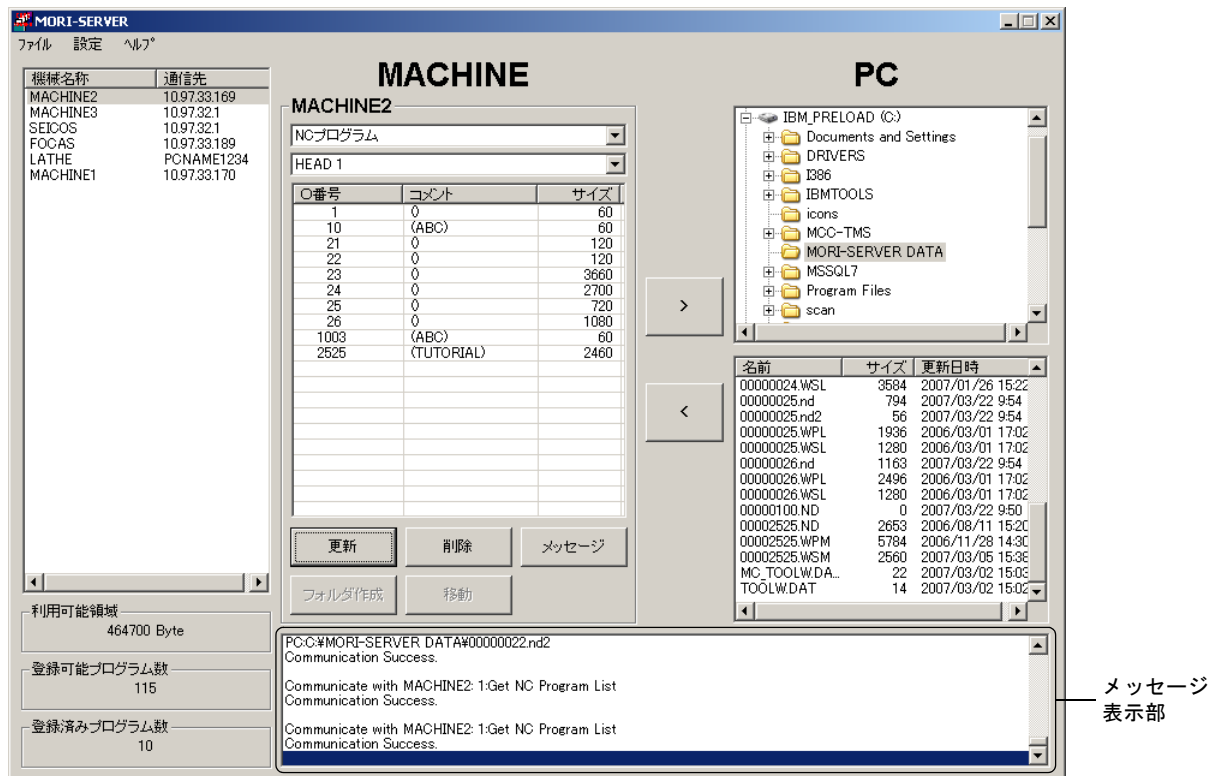 MORI-SERVER
ファイル 設定 ヘルプ
機械名称 通信先
MACHINE2 10.97.33.169
MACHINE3 10.97.32.1
SEICOS 10.97.32.1
FOCAS 10.97.33.189
LATHE PCNAME1234
MACHINE1 10.97.33.170
利用可能領域
464700 Byte
登録可能プログラム数
115
登録済みプログラム数
10
MACHINE
MACHINE2
NCプログラム
HEAD 1
O番号 コメント サイズ
1 () 60
10 (ABC) 60
21 () 120
22 () 120
23 () 3660
24 () 2700
25 () 720
26 () 1080
1003 (ABC) 60
2525 (TUTORIAL) 2460
更新 削除 メッセージ
フォルダ作成 移動
>
<
PC
IBM_PRELOAD (C:)
Documents and Settings
DRIVERS
I386
IBMTOOLS
icons
MCC-TMS
MORI-SERVER DATA
MSSQL7
Program Files
scan
名前 サイズ 更新日時
00000024.WSL 3584 2007/01/26 15:22
00000025.nd 794 2007/03/22 9:54
00000025.nd2 56 2007/03/22 9:54
00000025.WPL 1936 2006/03/01 17:02
00000025.WSL 1280 2006/03/01 17:02
00000026.nd 1163 2007/03/22 9:54
00000026.WPL 2496 2006/03/01 17:02
00000026.WSL 1280 2006/03/01 17:02
00000100.ND 0 2007/03/22 9:50
00002525.ND 2653 2006/08/11 15:20
00002525.WPM 5784 2006/11/28 14:30
00002525.WSM 2560 2007/03/05 15:38
MC_TOOLW.DA... 22 2007/03/02 15:03
TOOLW.DAT 14 2007/03/02 15:02
PC:C:¥MORI-SERVER DATA¥00000022.nd2
Communication Success.
Communicate with MACHINE2: 1:Get NC Program List
Communication Success.
Communicate with MACHINE2: 1:Get NC Program List
Communication Success.
メッセージ
表示部